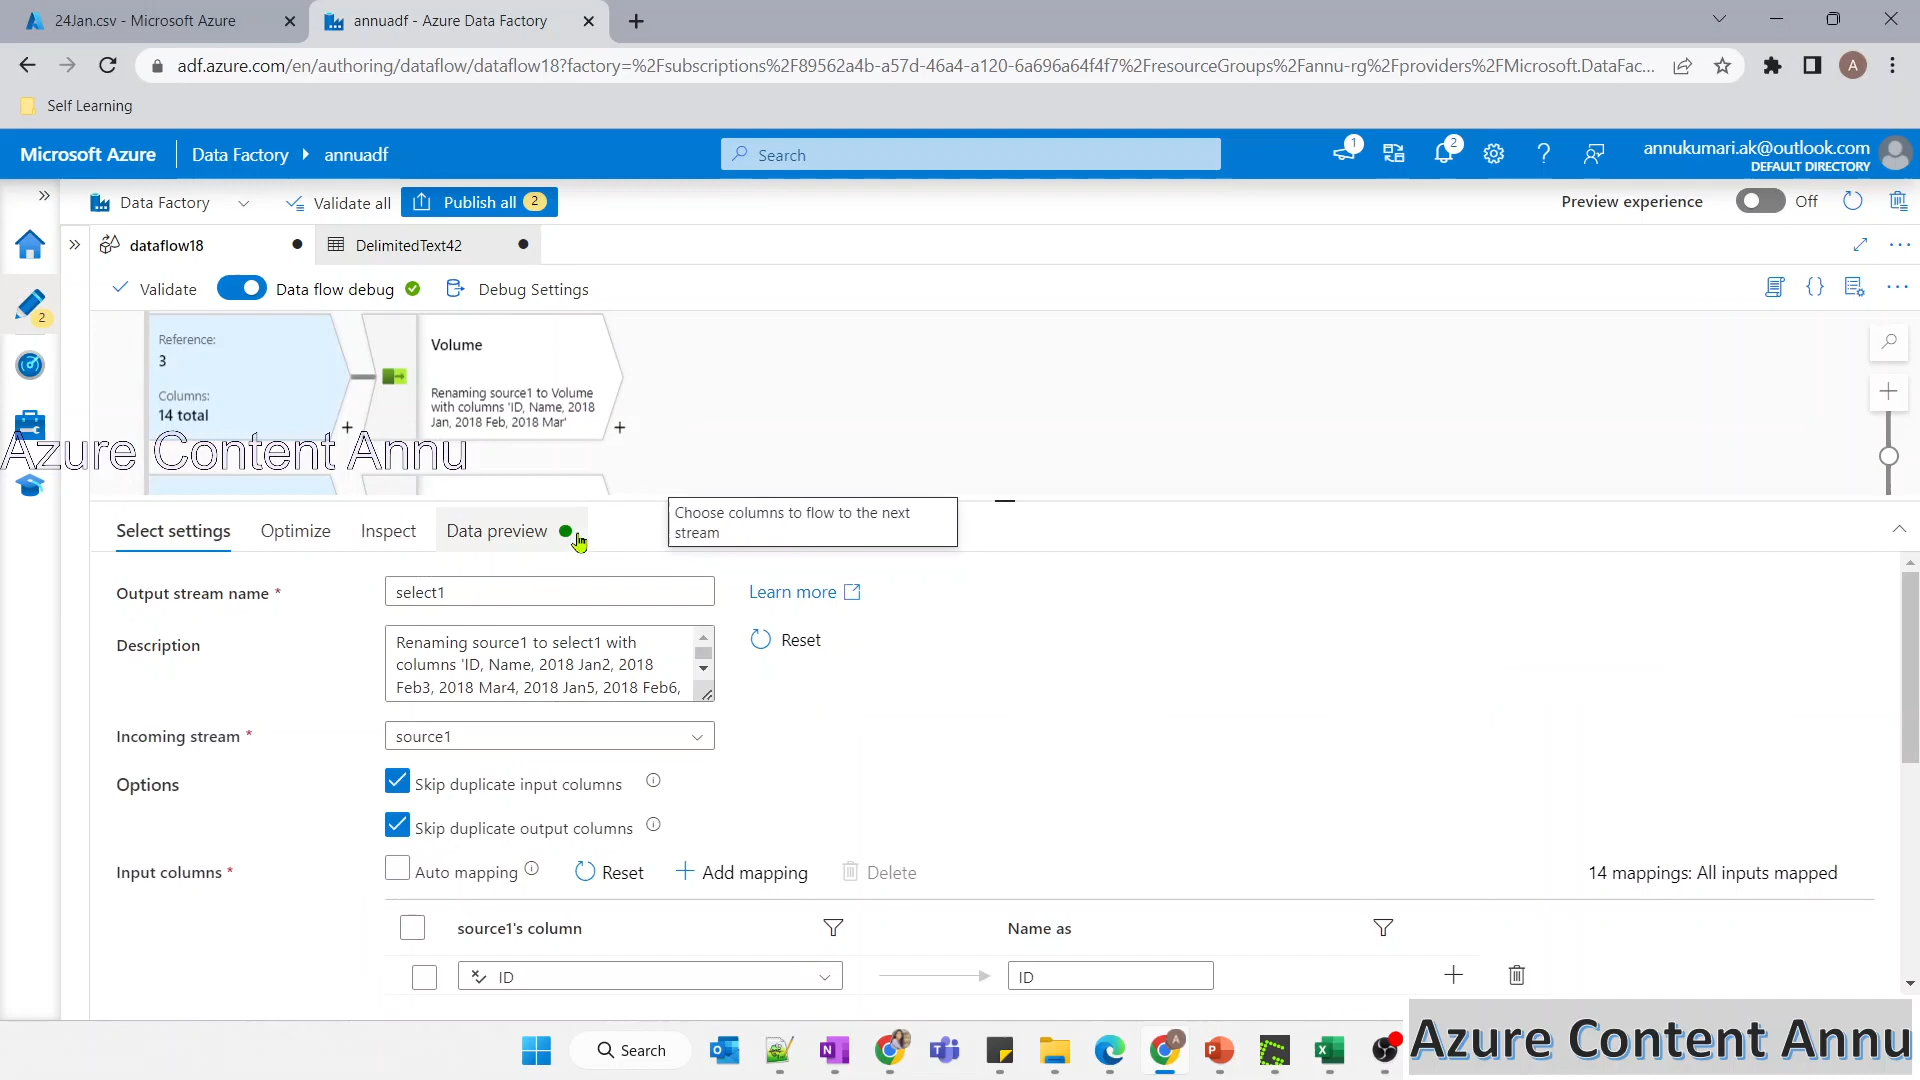 24Jan.csv - Microsoft Azure
annuadf - Azure Data Factory
adf.azure.com/en/authoring/dataflow/dataflow18?factory=%2Fsubscriptions%2F89562a4b-a57d-46a4-a120-6a696a64f4f7%2FresourceGroups%2Fannu-rg%2Fproviders%2FMicrosoft.DataFac...
A
Self Learning
Microsoft Azure
Data Factory
annuadf
Search
1
2
annukumari.ak@outlook.com
DEFAULT DIRECTORY
Data Factory
Validate all
Publish all 2
Preview experience
Off
dataflow18
DelimitedText42
Validate
Data flow debug
Debug Settings
2
Reference:
3
Columns:
14 total
Volume
Renaming source1 to Volume
with columns 'ID, Name, 2018
Jan, 2018 Feb, 2018 Mar'
Azure Content Annu
Select settings
Optimize
Inspect
Data preview
Choose columns to flow to the next
stream
Output stream name *
select1
Learn more
Description
Renaming source1 to select1 with
columns 'ID, Name, 2018 Jan2, 2018
Feb3, 2018 Mar4, 2018 Jan5, 2018 Feb6,
Reset
Incoming stream *
source1
Options
Skip duplicate input columns
Skip duplicate output columns
Input columns *
Auto mapping
Reset
Add mapping
Delete
14 mappings: All inputs mapped
source1's column
Name as
ID
ID
Search
Azure Content Annu